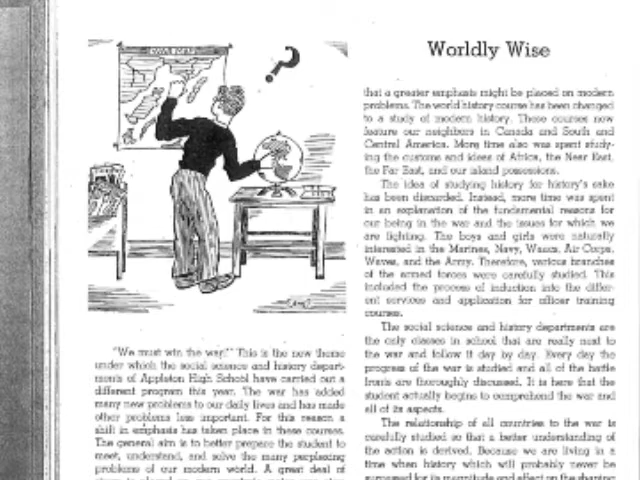 Worldly Wise
"We must win the war!" This is the new theme
under which the social science and history depart-
ments of Appleton High School have carried out a
different program this year. The war has added
many new problems to our daily lives and has made
other problems less important. For this reason a
shift in emphasis has taken place in these courses.
The general aim is to better prepare the student to
meet, understand, and solve the many perplexing
problems of our modern world. A great deal of
that a greater emphasis might be placed on modern
problems. The world history course has been changed
to a study of modern history. These courses now
feature our neighbors in Canada and South and
Central America. More time also was spent study-
ing the customs and ideas of Africa, the Near East,
the Far East, and our island possessions.
The idea of studying history for history's sake
has been discarded. Instead, more time was spent
in an explanation of the fundamental reasons for
our being in the war and the issues for which we
are fighting. The boys and girls were naturally
interested in the Marines, Navy, Waacs, Air Corps,
Waves, and the Army. Therefore, various branches
of the armed forces were carefully studied. This
included the process of induction into the differ-
ent services and application for officer training
courses.
The social science and history departments are
the only classes in school that are really next to
the war and follow it day by day. Every day the
progress of the war is studied and all of the battle
fronts are thoroughly discussed. It is here that the
student actually begins to comprehend the war and
all of its aspects.
The relationship of all countries to the war is
carefully studied so that a better understanding of
the action is derived. Because we are living in a
time when history which will probably never be
surpassed for its magnitude and effect on the shaping